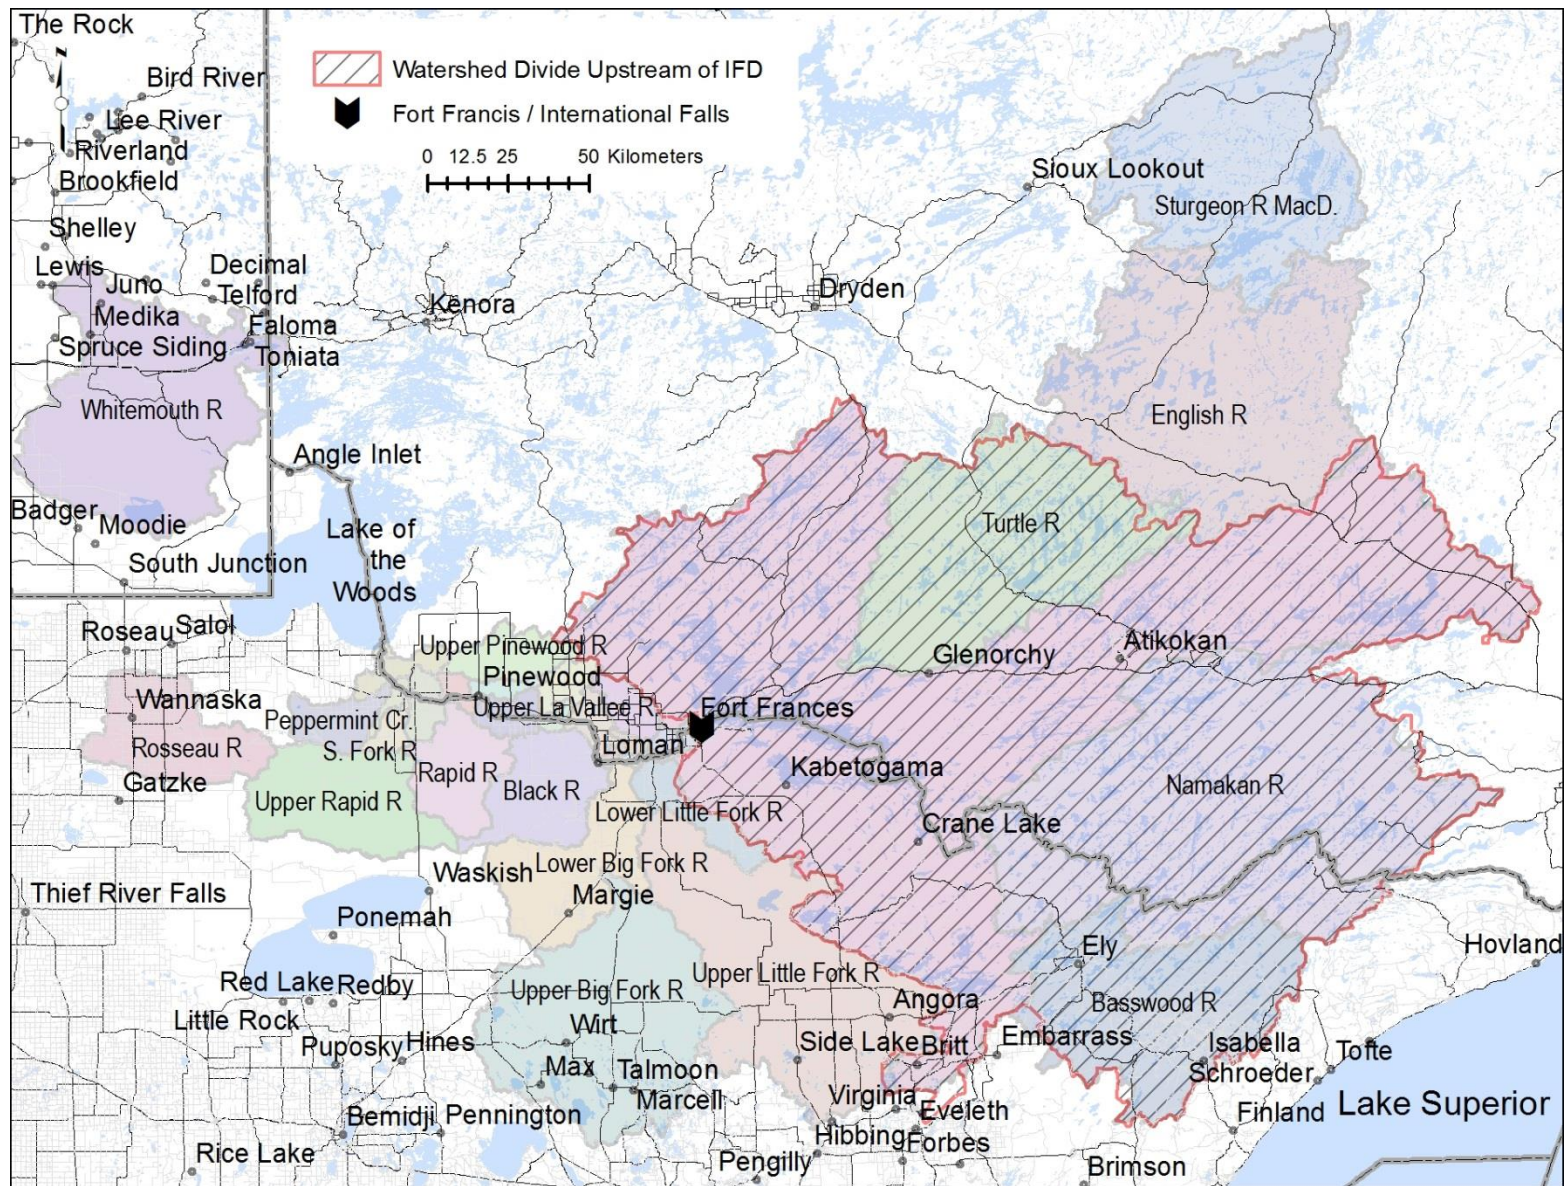 The Rock
Watershed Divide Upstream of IFD
Bird River
Fort Francis / International Falls
Lee River
Riverland
0 12.5 25 50 Kilometers
Brookfield
Sioux Lookout
Sturgeon R MacD.
Shelley
Lewis
Decimal
Juno
Telford
Dryden
Kenora
Medika
Faloma
Spruce Siding
Toniata
Whitemouth R
English R
Angle Inlet
Badger
Moodie
Lake of
the
Woods
Turtle R
South Junction
Roseau
Salol
Upper Pinewood R
Atikokan
Glenorchy
Pinewood
Wannaska
Upper La Vallee R
Fort Frances
Peppermint Cr.
Rosseau R
S. Fork R
Loman
Rapid R
Kabetogama
Gatzke
Upper Rapid R
Black R
Namakan R
Lower Little Fork R
Crane Lake
Waskish
Lower Big Fork R
Thief River Falls
Margie
Ponemah
Ely
Hovland
Red Lake
Redby
Upper Little Fork R
Upper Big Fork R
Angora
Basswood R
Little Rock
Wirt
Puposky
Hines
Side Lake
Britt
Embarrass
Isabella
Tofte
Max
Talmoon
Schroeder
Marcell
Virginia
Bemidji
Pennington
Eveleth
Finland
Lake Superior
Hibbing
Forbes
Rice Lake
Pengilly
Brimson